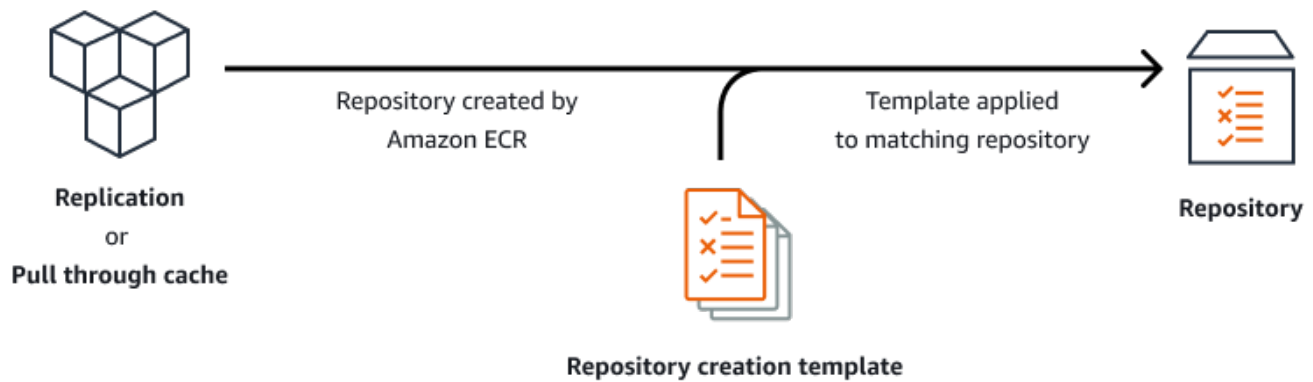 Replication
or
Pull through cache
Repository created by
Amazon ECR
Template applied
to matching repository
Repository creation template
Repository